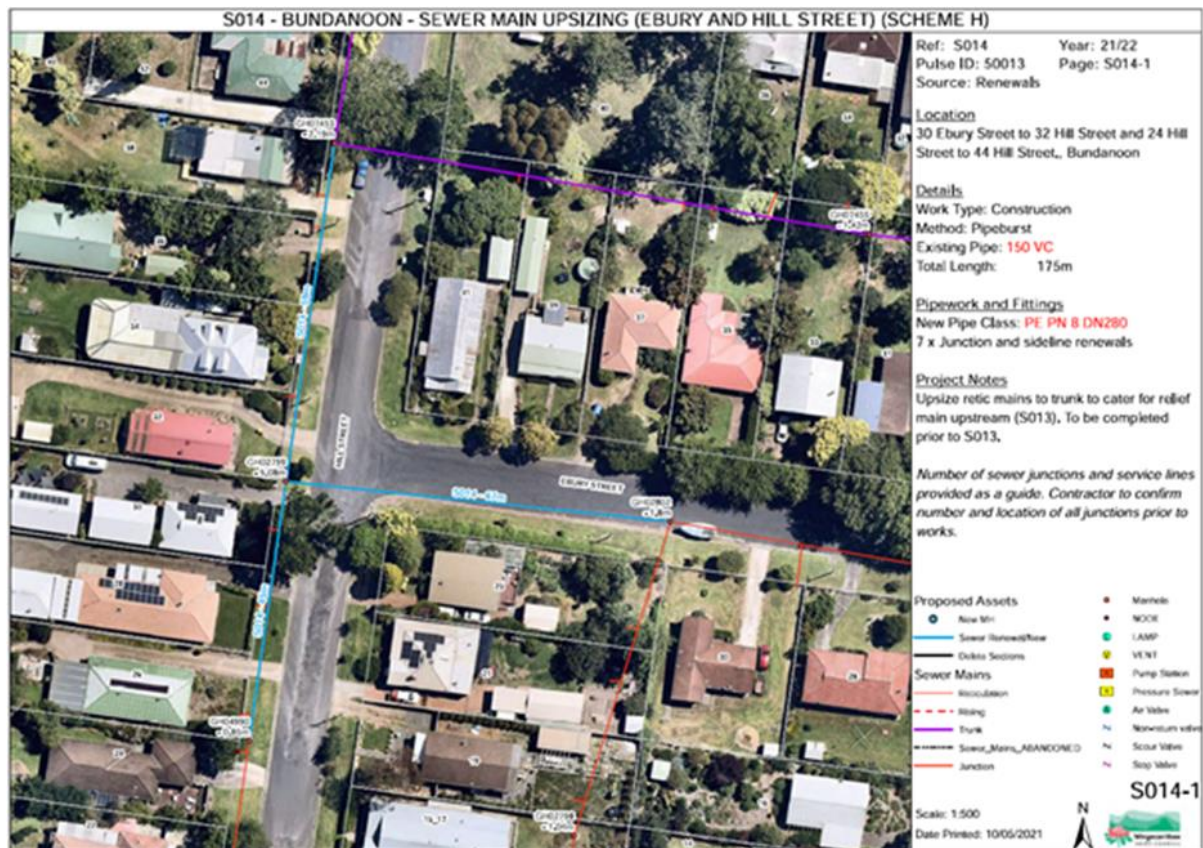 S014 - BUNDANOON - SEWER MAIN UPSIZING (EBURY AND HILL STREET) (SCHEME H)
Ref: S014 Year: 21/22
Pulse ID: 50013 Page: S014-1
Source: Renewals
Location
30 Ebury Street to 32 Hill Street and 24 Hill
Street to 44 Hill Street,, Bundanoon
Details
Work Type: Construction
Method: Pipeburst
Existing Pipe: 150 VC
Total Length: 175m
Pipework and Fittings
New Pipe Class: PE PN 8 DN280
7 x Junction and sideline renewals
Project Notes
Upsize retic mains to trunk to cater for relief
main upstream (S013). To be completed
prior to S013.
Number of sewer junctions and service lines
provided as a guide. Contractor to confirm
number and location of all junctions prior to
works.
HILL STREET
EBURY STREET
S014 - 67m
Proposed Assets
New MH
Sewer Renewal/New
Delete Sections
Sewer Mains
Reticulation
Rising
Trunk
Sewer_Mains_ABANDONED
Junction
Manhole
NODE
LAMP
VENT
Pump Station
Pressure Sewer
Air Valve
Nonreturn valve
Scour Valve
Stop Valve
S014-1
Scale: 1:500
Date Printed: 10/05/2021
N